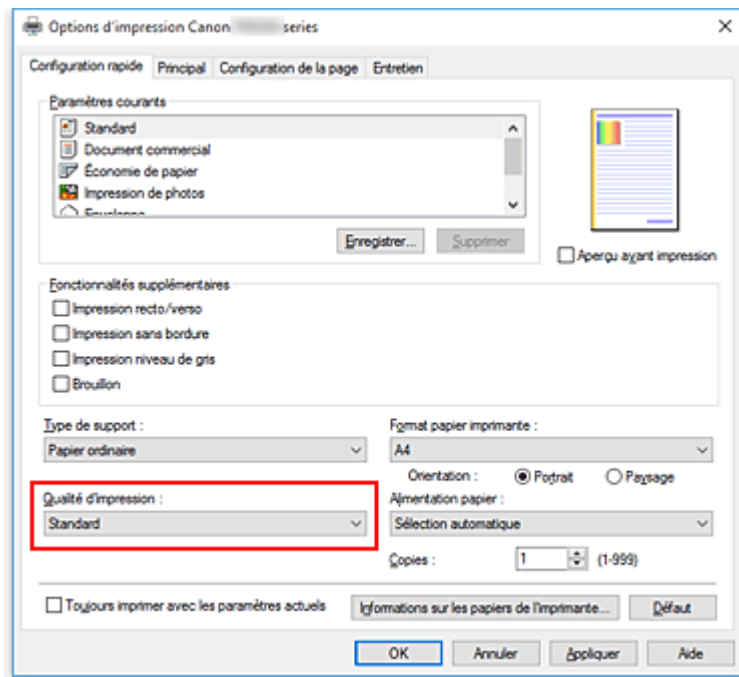 Options d'impression Canon series
Configuration rapide Principal Configuration de la page Entretien
Paramètres courants
Standard
Document commercial
Économie de papier
Impression de photos
Enregistrer... Supprimer
Aperçu avant impression
Fonctionnalités supplémentaires
Impression recto/verso
Impression sans bordure
Impression niveau de gris
Brouillon
Type de support : Format papier imprimante :
Papier ordinaire A4
Orientation : Portrait Paysage
Qualité d'impression : Alimentation papier :
Standard Sélection automatique
Copies : 1 (1-999)
Toujours imprimer avec les paramètres actuels Informations sur les papiers de l'imprimante... Défaut
OK Annuler Appliquer Aide